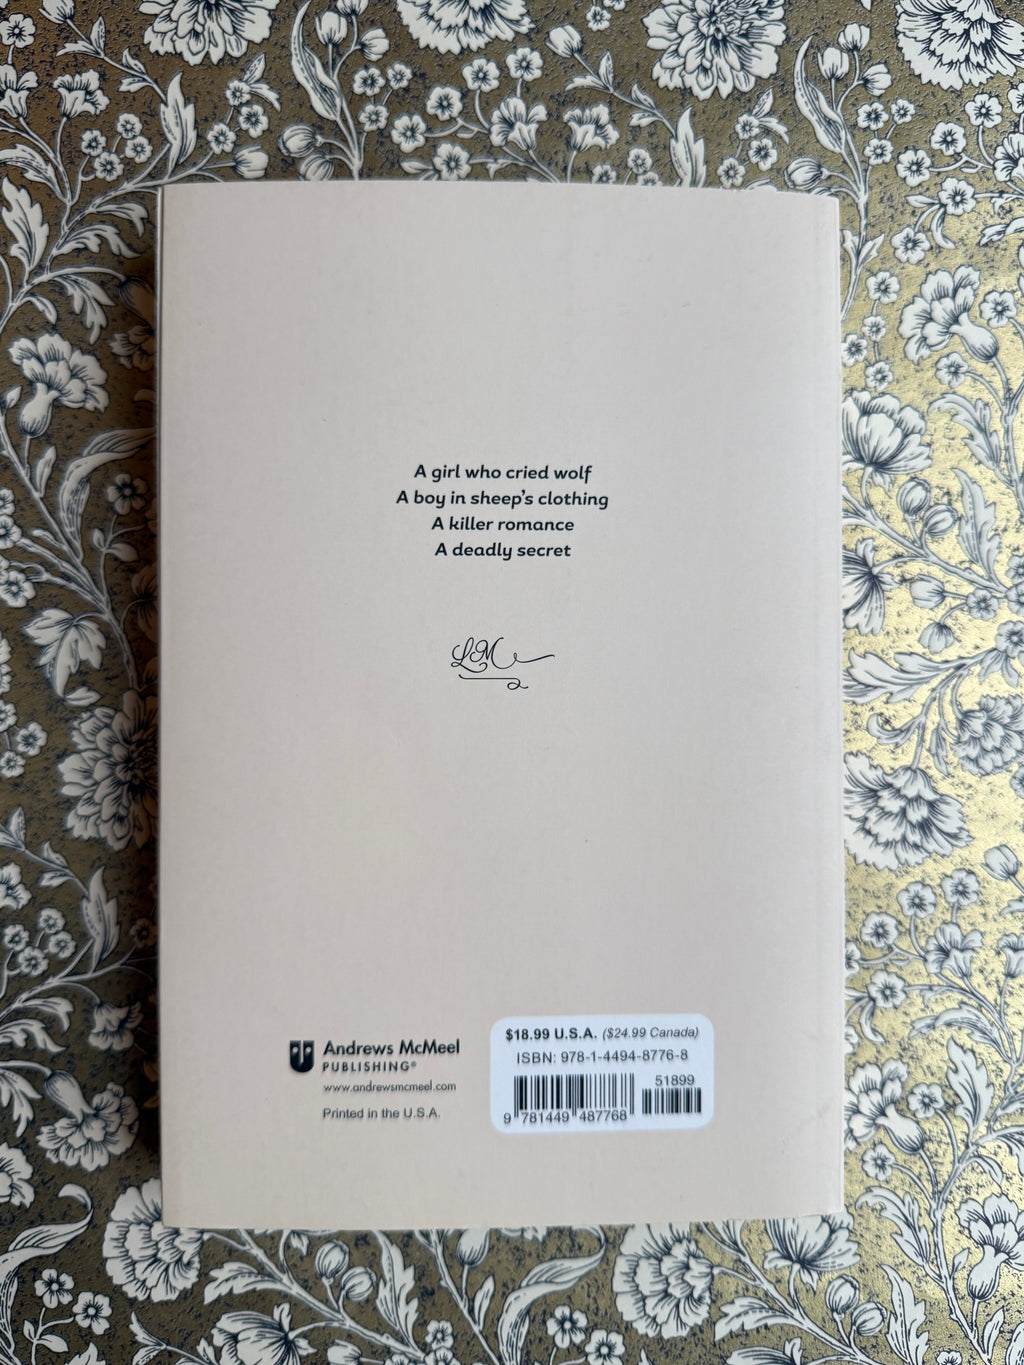 A girl who cried wolf
A boy in sheep's clothing
A killer romance
A deadly secret
LM
Andrews McMeel
PUBLISHING®
www.andrewsmcmeel.com
Printed in the U.S.A.
$18.99 U.S.A. ($24.99 Canada)
ISBN: 978-1-4494-8776-8
51899
9 781449 487768